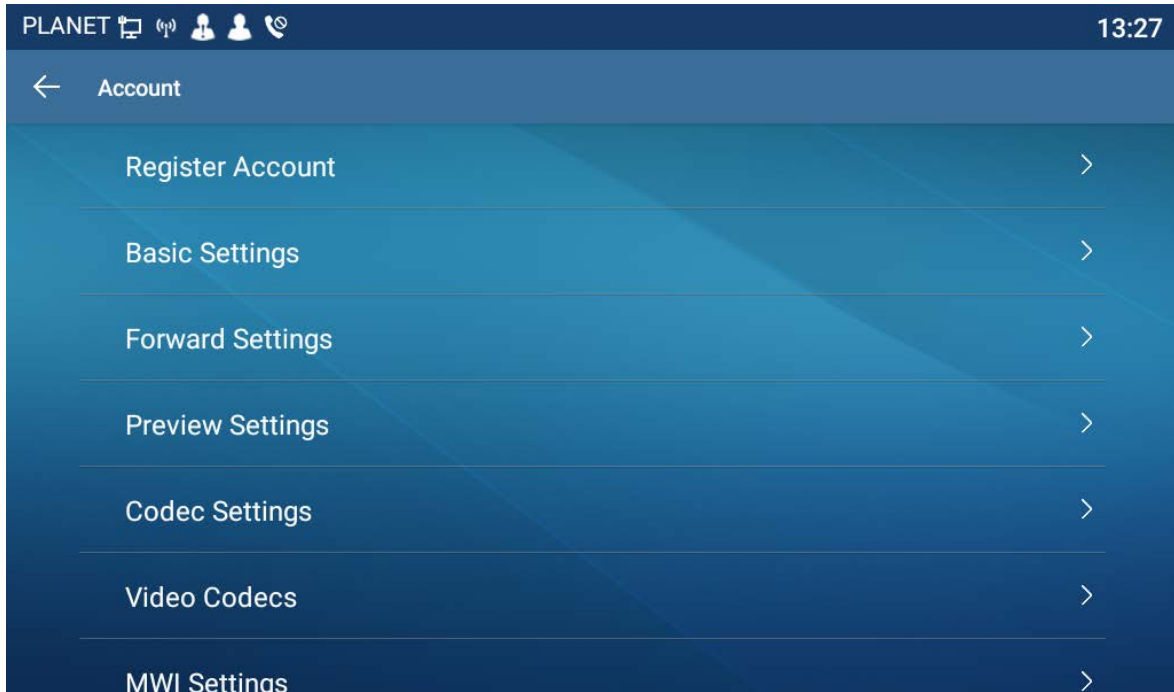 PLANET 13:27
Account
Register Account
Basic Settings
Forward Settings
Preview Settings
Codec Settings
Video Codecs
MWI Settings